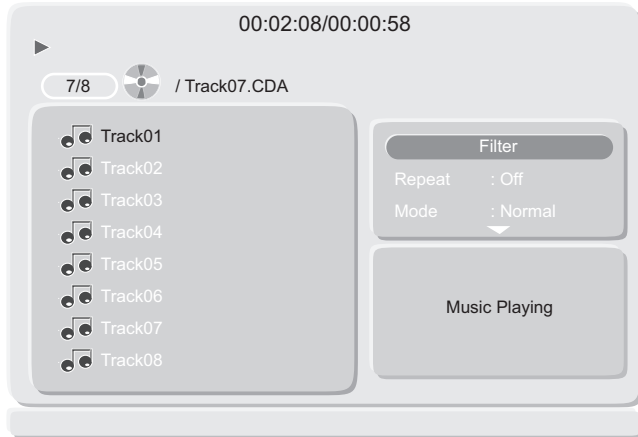 00:02:08/00:00:58
7/8 / Track07.CDA
Track01
Track02
Track03
Track04
Track05
Track06
Track07
Track08
Filter
Repeat : Off
Mode : Normal
Music Playing